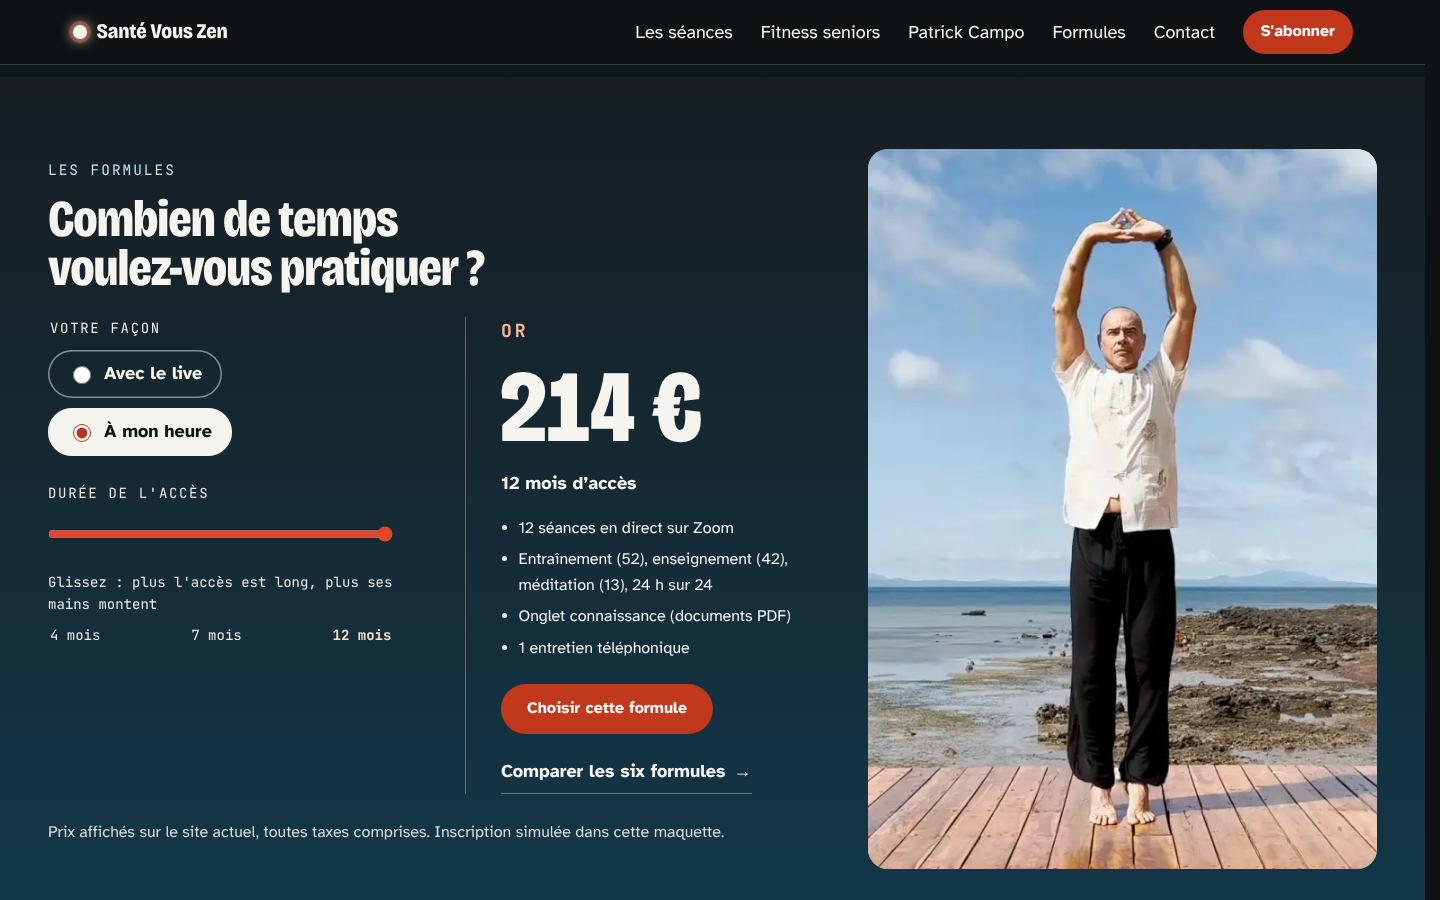 Santé Vous Zen
Les séances
Fitness seniors
Patrick Campo
Formules
Contact
S'abonner
LES FORMULES
Combien de temps
voulez-vous pratiquer ?
VOTRE FAÇON
Avec le live
À mon heure
DURÉE DE L'ACCÈS
Glissez : plus l'accès est long, plus ses
mains montent
4 mois
7 mois
12 mois
OR
214 €
12 mois d’accès
12 séances en direct sur Zoom
Entraînement (52), enseignement (42),
méditation (13), 24 h sur 24
Onglet connaissance (documents PDF)
1 entretien téléphonique
Choisir cette formule
Comparer les six formules →
Prix affichés sur le site actuel, toutes taxes comprises. Inscription simulée dans cette maquette.